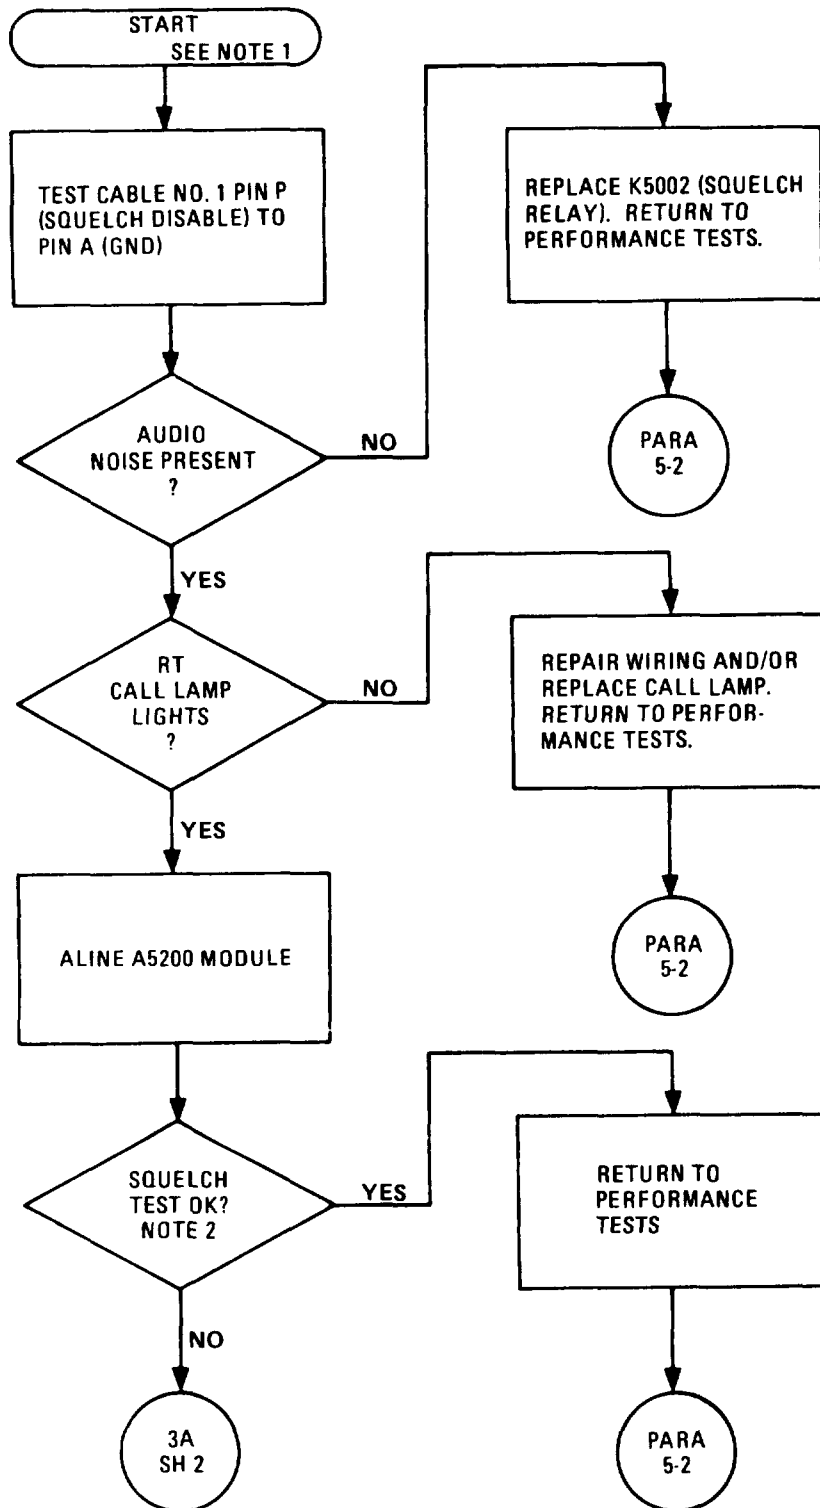 START
SEE NOTE 1
TEST CABLE NO. 1 PIN P
(SQUELCH DISABLE) TO
PIN A (GND)
REPLACE K5002 (SQUELCH
RELAY). RETURN TO
PERFORMANCE TESTS.
AUDIO
NOISE PRESENT
?
NO
PARA
5-2
YES
RT
CALL LAMP
LIGHTS
?
NO
REPAIR WIRING AND/OR
REPLACE CALL LAMP.
RETURN TO PERFOR-
MANCE TESTS.
YES
PARA
5-2
ALINE A5200 MODULE
SQUELCH
TEST OK?
NOTE 2
YES
RETURN TO
PERFORMANCE
TESTS
NO
3A
SH 2
PARA
5-2